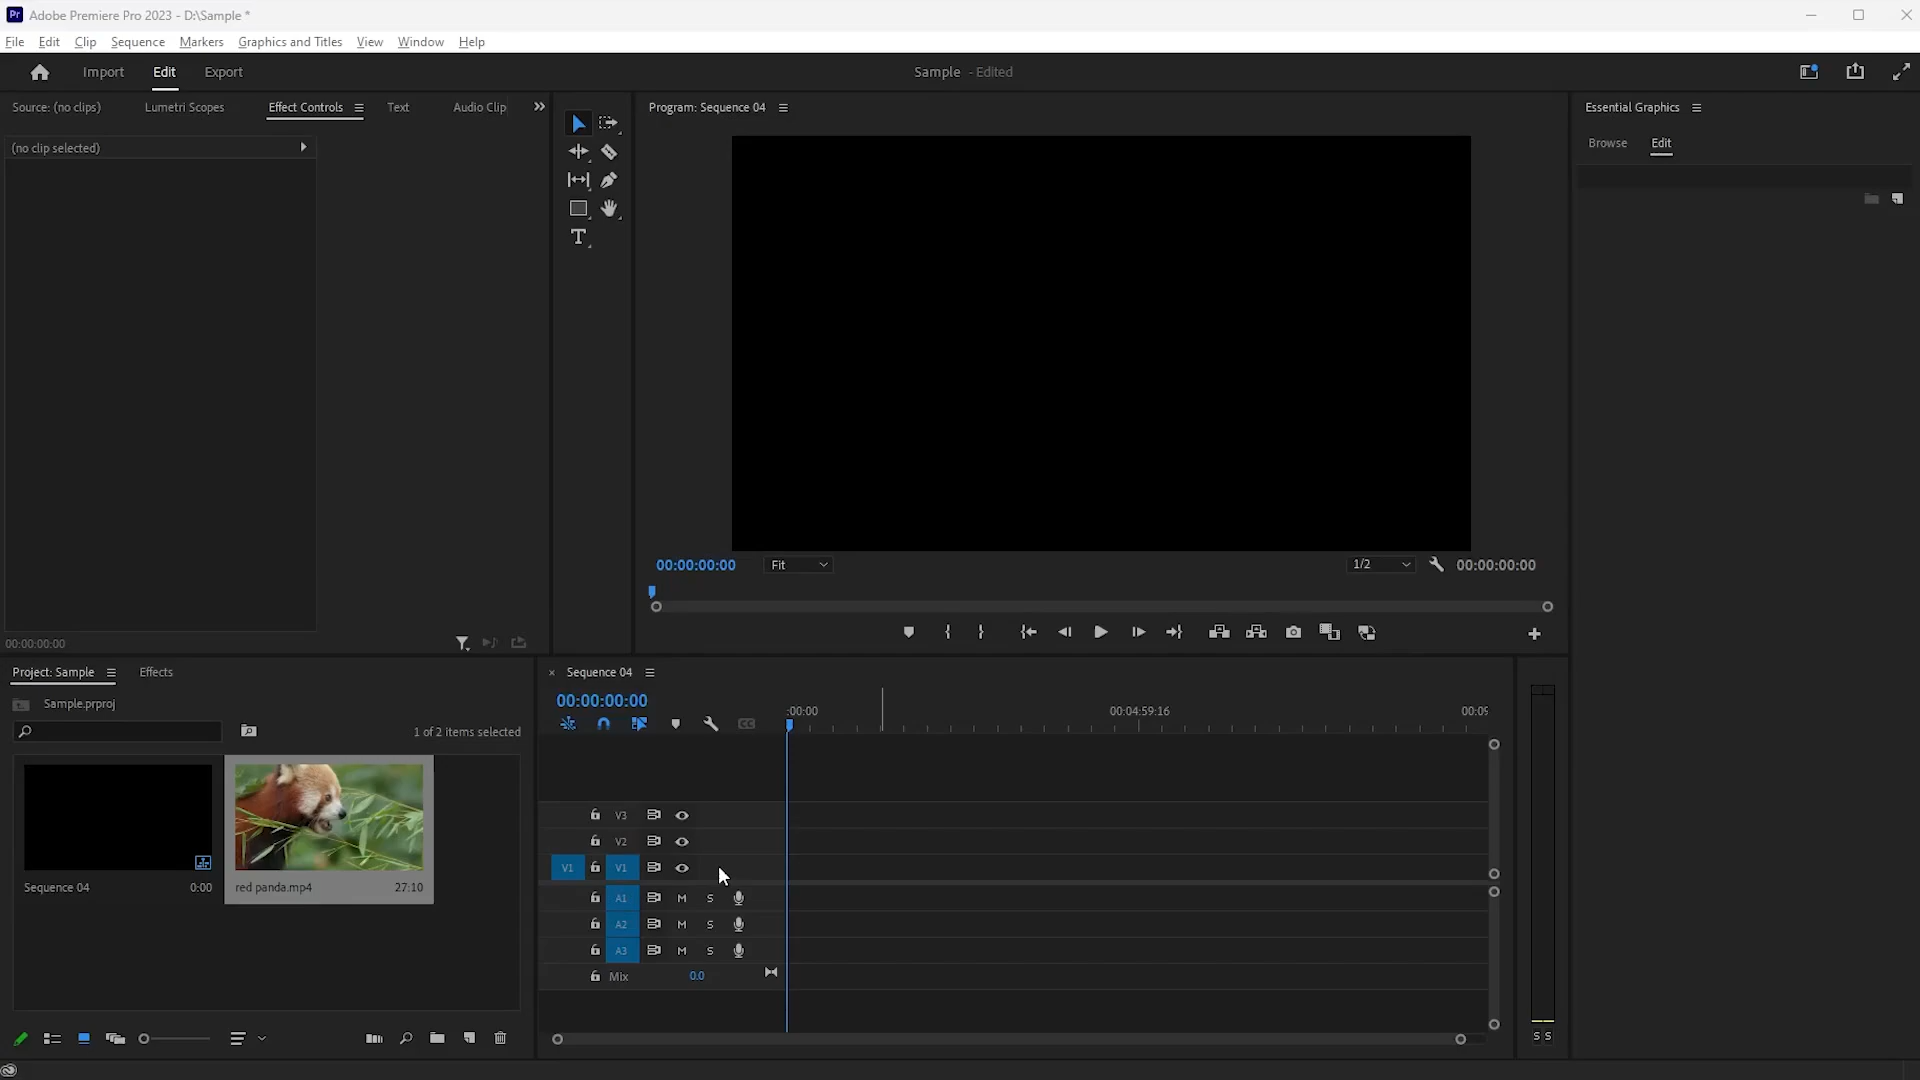 Pr Adobe Premiere Pro 2023 - D:\Sample *
File Edit Clip Sequence Markers Graphics and Titles View Window Help
Import Edit Export Sample - Edited
Source: (no clips) Lumetri Scopes Effect Controls Text Audio Clip
(no clip selected)
00:00:00:00
Program: Sequence 04
00:00:00:00 Fit 1/2 00:00:00:00
Essential Graphics
Browse Edit
Project: Sample Effects
Sample.prproj
1 of 2 items selected
Sequence 04 0:00 red panda.mp4 27:10
Sequence 04
00:00:00:00
:00:00 00:04:59:16 00:09
V3
V2
V1 V1
A1 M S
A2 M S
A3 M S
Mix 0.0
S S